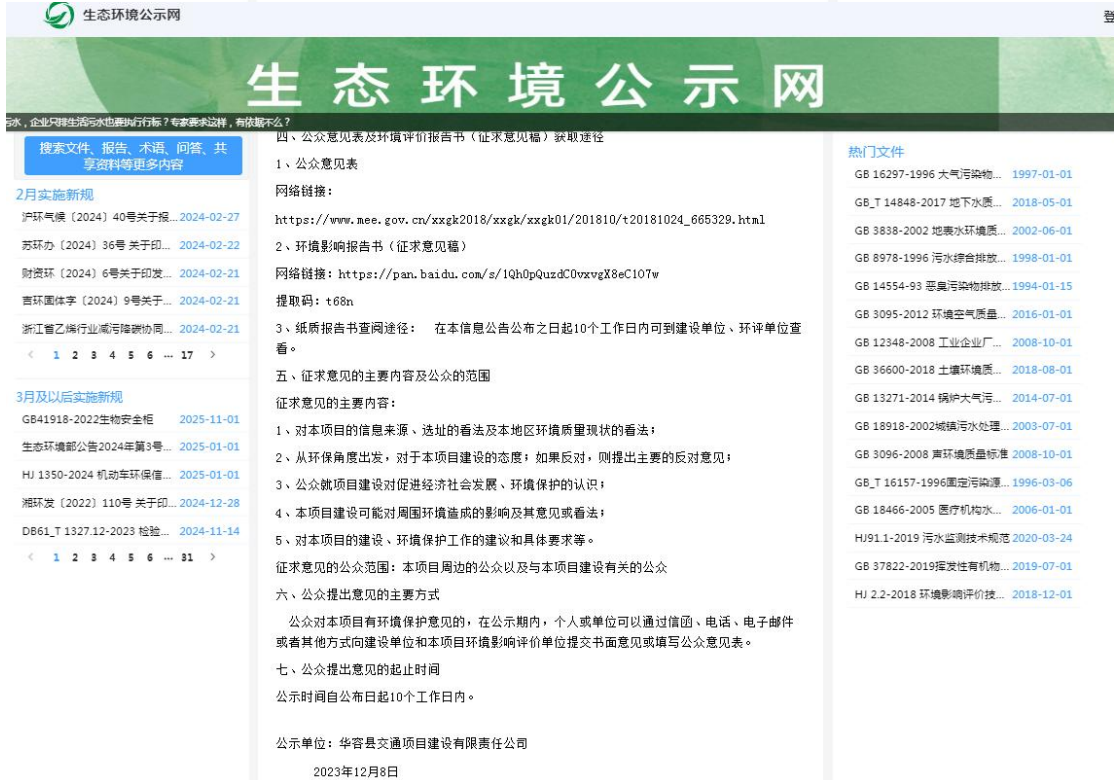 生态环境公示网
登
生态环境公示网
污水，企业只排生活污水也要执行行标？专家要求这样，有依据不么？
搜索文件、报告、术语、问答、共
享资料等更多内容
2月实施新规
沪环气候〔2024〕40号关于报... 2024-02-27
苏环办〔2024〕36号 关于印... 2024-02-22
财资环〔2024〕6号关于印发... 2024-02-21
吉环固体字〔2024〕9号关于... 2024-02-21
浙江省乙烯行业减污降碳协同... 2024-02-21
< 1 2 3 4 5 6 … 17 >
3月及以后实施新规
GB41918-2022生物安全柜 2025-11-01
生态环境部公告2024年第3号... 2025-01-01
HJ 1350-2024 机动车环保信... 2025-01-01
湘环发〔2022〕110号 关于印... 2024-12-28
DB61_T 1327.12-2023 检验... 2024-11-14
< 1 2 3 4 5 6 … 31 >
四、公众意见表及环境评价报告书（征求意见稿）获取途径
1、公众意见表
网络链接：
https://www.mee.gov.cn/xxgk2018/xxgk/xxgk01/201810/t20181024_665329.html
2、环境影响报告书（征求意见稿）
网络链接：https://pan.baidu.com/s/1Qh0pQuzdC0vxvgX8eC107w
提取码：t68n
3、纸质报告书查阅途径： 在本信息公告公布之日起10个工作日内可到建设单位、环评单位查
看。
五、征求意见的主要内容及公众的范围
征求意见的主要内容：
1、对本项目的信息来源、选址的看法及本地区环境质量现状的看法；
2、从环保角度出发，对于本项目建设的态度；如果反对，则提出主要的反对意见；
3、公众就项目建设对促进经济社会发展、环境保护的认识；
4、本项目建设可能对周围环境造成的影响及其意见或看法；
5、对本项目的建设、环境保护工作的建议和具体要求等。
征求意见的公众范围：本项目周边的公众以及与本项目建设有关的公众
六、公众提出意见的主要方式
公众对本项目有环境保护意见的，在公示期内，个人或单位可以通过信函、电话、电子邮件
或者其他方式向建设单位和本项目环境影响评价单位提交书面意见或填写公众意见表。
七、公众提出意见的起止时间
公示时间自公布日起10个工作日内。
公示单位：华容县交通项目建设有限责任公司
2023年12月8日
热门文件
GB 16297-1996 大气污染物... 1997-01-01
GB_T 14848-2017 地下水质... 2018-05-01
GB 3838-2002 地表水环境质... 2002-06-01
GB 8978-1996 污水综合排放... 1998-01-01
GB 14554-93 恶臭污染物排放... 1994-01-15
GB 3095-2012 环境空气质量... 2016-01-01
GB 12348-2008 工业企业厂... 2008-10-01
GB 36600-2018 土壤环境质... 2018-08-01
GB 13271-2014 锅炉大气污... 2014-07-01
GB 18918-2002城镇污水处理... 2003-07-01
GB 3096-2008 声环境质量标准 2008-10-01
GB_T 16157-1996固定污染源... 1996-03-06
GB 18466-2005 医疗机构水... 2006-01-01
HJ91.1-2019 污水监测技术规范 2020-03-24
GB 37822-2019挥发性有机物... 2019-07-01
HJ 2.2-2018 环境影响评价技... 2018-12-01